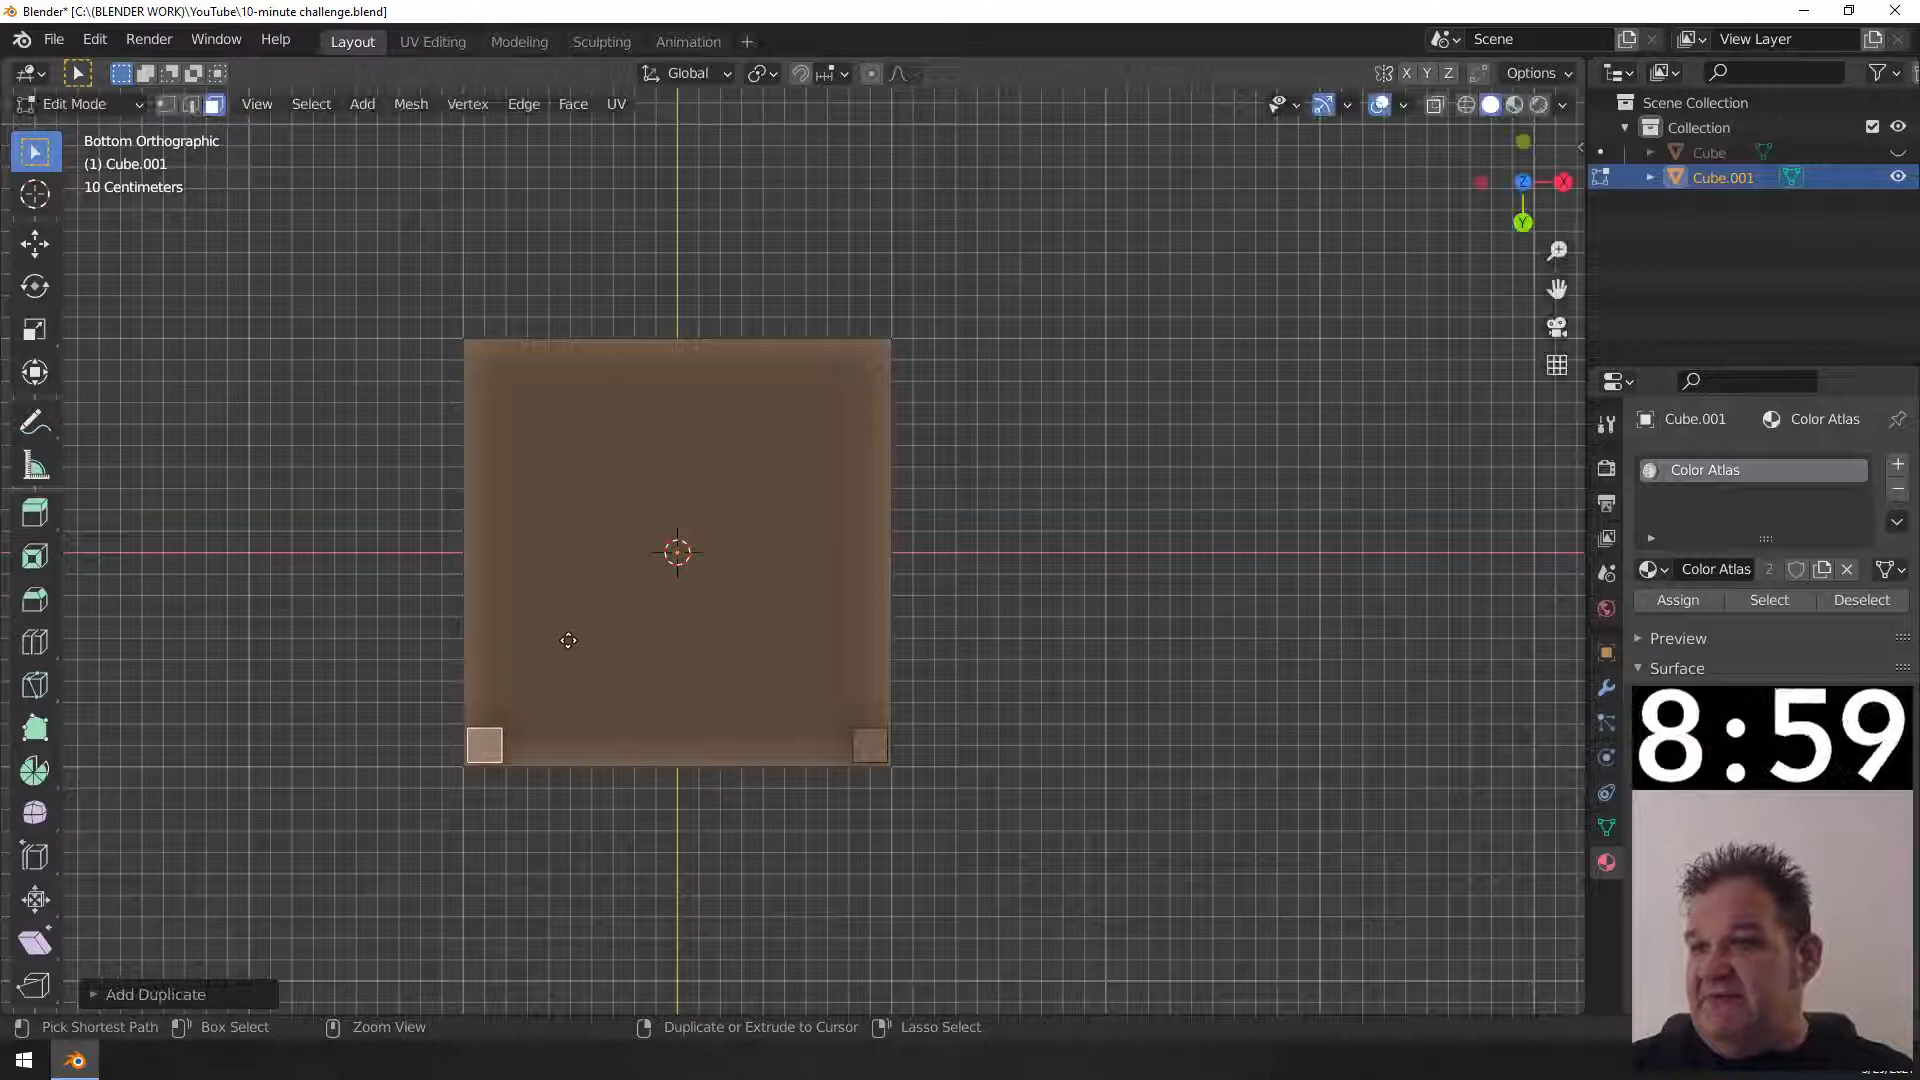 Blender* [C:\(BLENDER WORK)\YouTube\10-minute challenge.blend]
File Edit Render Window Help Layout UV Editing Modeling Sculpting Animation + Scene View Layer
Global X Y Z Options
Edit Mode View Select Add Mesh Vertex Edge Face UV
Scene Collection
Collection
Cube
Cube.001
Bottom Orthographic
(1) Cube.001
10 Centimeters
X
Z
Y
Cube.001 Color Atlas
Color Atlas
Color Atlas 2
Assign Select Deselect
Preview
Surface
8:59
Add Duplicate
Pick Shortest Path Box Select Zoom View Duplicate or Extrude to Cursor Lasso Select